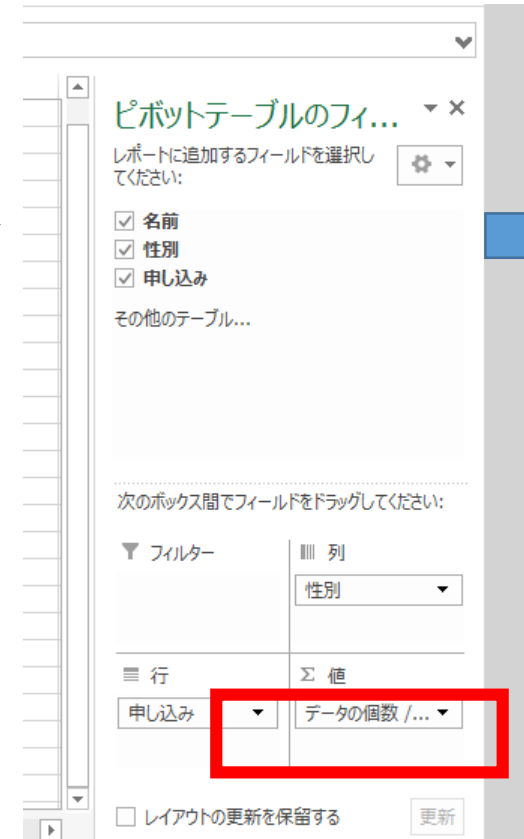 ピボットテーブルのフィ...
レポートに追加するフィールドを選択し
てください:
名前
性別
申し込み
その他のテーブル...
次のボックス間でフィールドをドラッグしてください:
フィルター
列
性別
行
Σ 値
申し込み
データの個数 /...
レイアウトの更新を保留する
更新